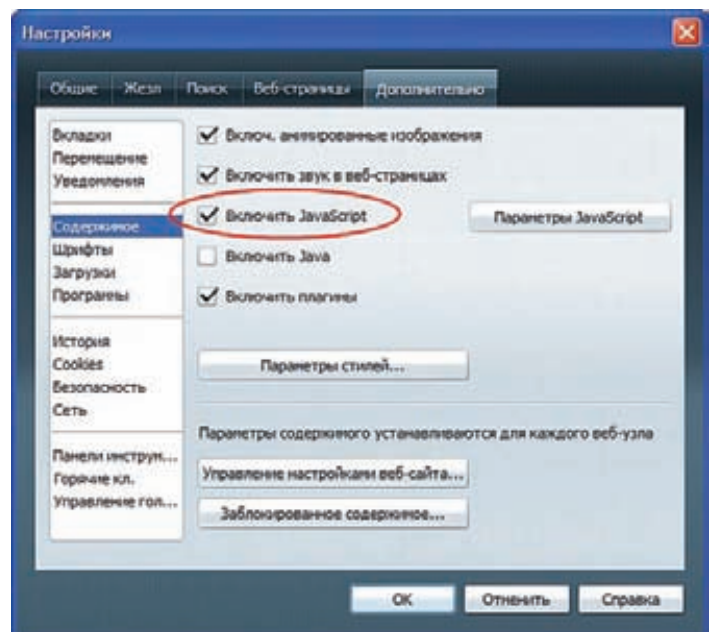 Настройки
Общие Жезл Поиск Веб-страницы Дополнительно
Вкладки
Перемещение
Уведомления
Содержимое
Шрифты
Загрузки
Программы
История
Cookies
Безопасность
Сеть
Панели инструм...
Горячие кл.
Управление гол...
Включ. анимированные изображения
Включить звук в веб-страницах
Включить JavaScript
Параметры JavaScript
Включить Java
Включить плагины
Параметры стилей...
Параметры содержимого устанавливаются для каждого веб-узла
Управление настройками веб-сайта...
Заблокированное содержимое...
OK Отменить Справка